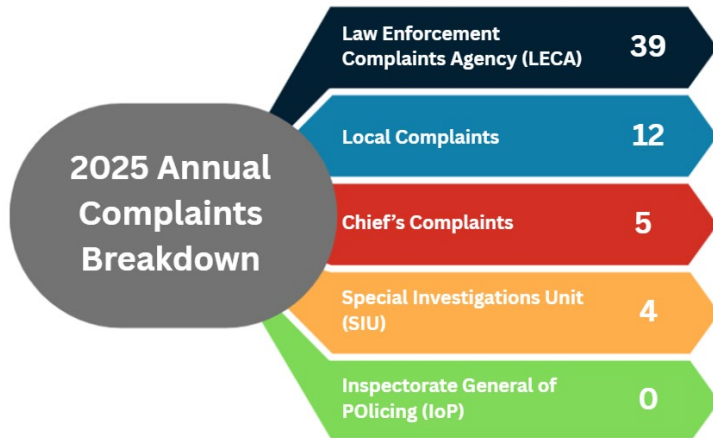 2025 Annual
Complaints
Breakdown
Law Enforcement
Complaints Agency (LECA)
39
Local Complaints
12
Chief's Complaints
5
Special Investigations Unit
(SIU)
4
Inspectorate General of
POlicing (IoP)
0